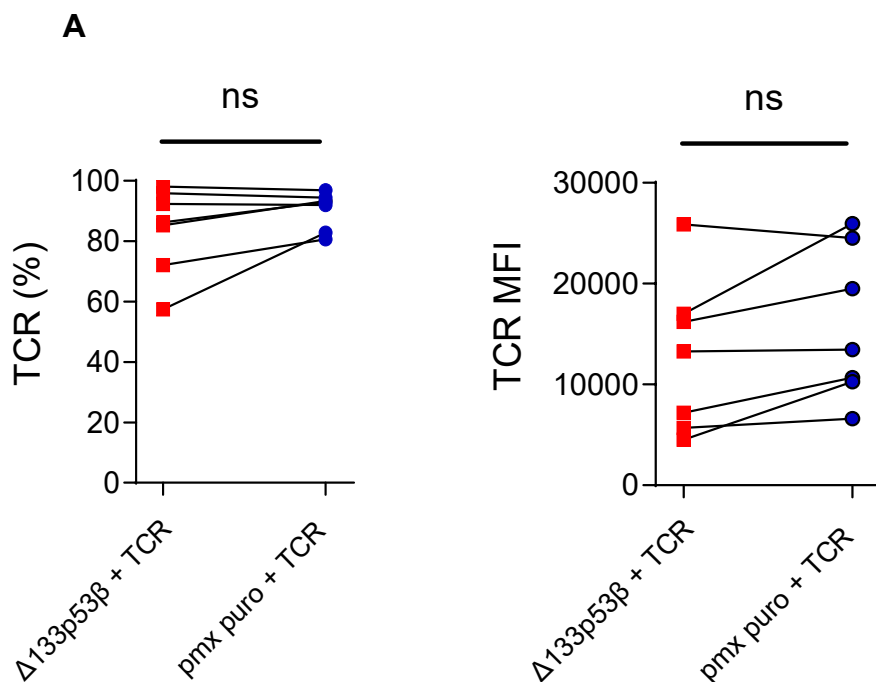 A
ns
TCR (%)
100
80
60
40
20
0
Δ133p53β + TCR
pmx puro + TCR
ns
TCR MFI
30000
20000
10000
0
Δ133p53β + TCR
pmx puro + TCR